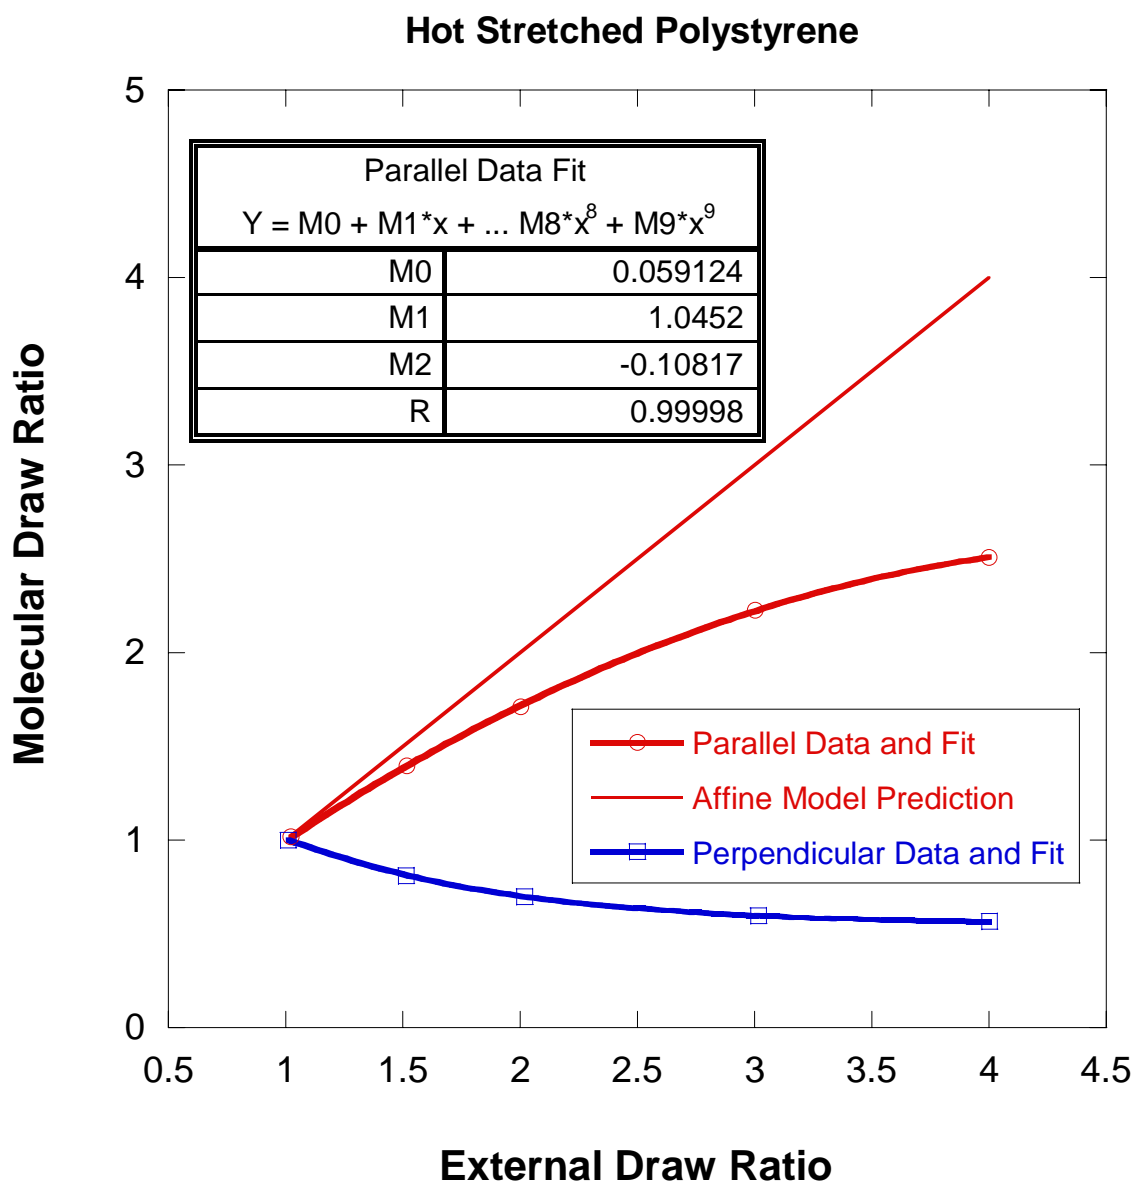 Hot Stretched Polystyrene
5
Parallel Data Fit
Y = M0 + M1*x + ... M8*x⁸ + M9*x⁹
M0 0.059124
M1 1.0452
M2 -0.10817
R 0.99998
4
3
2
1
0
Molecular Draw Ratio
Parallel Data and Fit
Affine Model Prediction
Perpendicular Data and Fit
0.5 1 1.5 2 2.5 3 3.5 4 4.5
External Draw Ratio